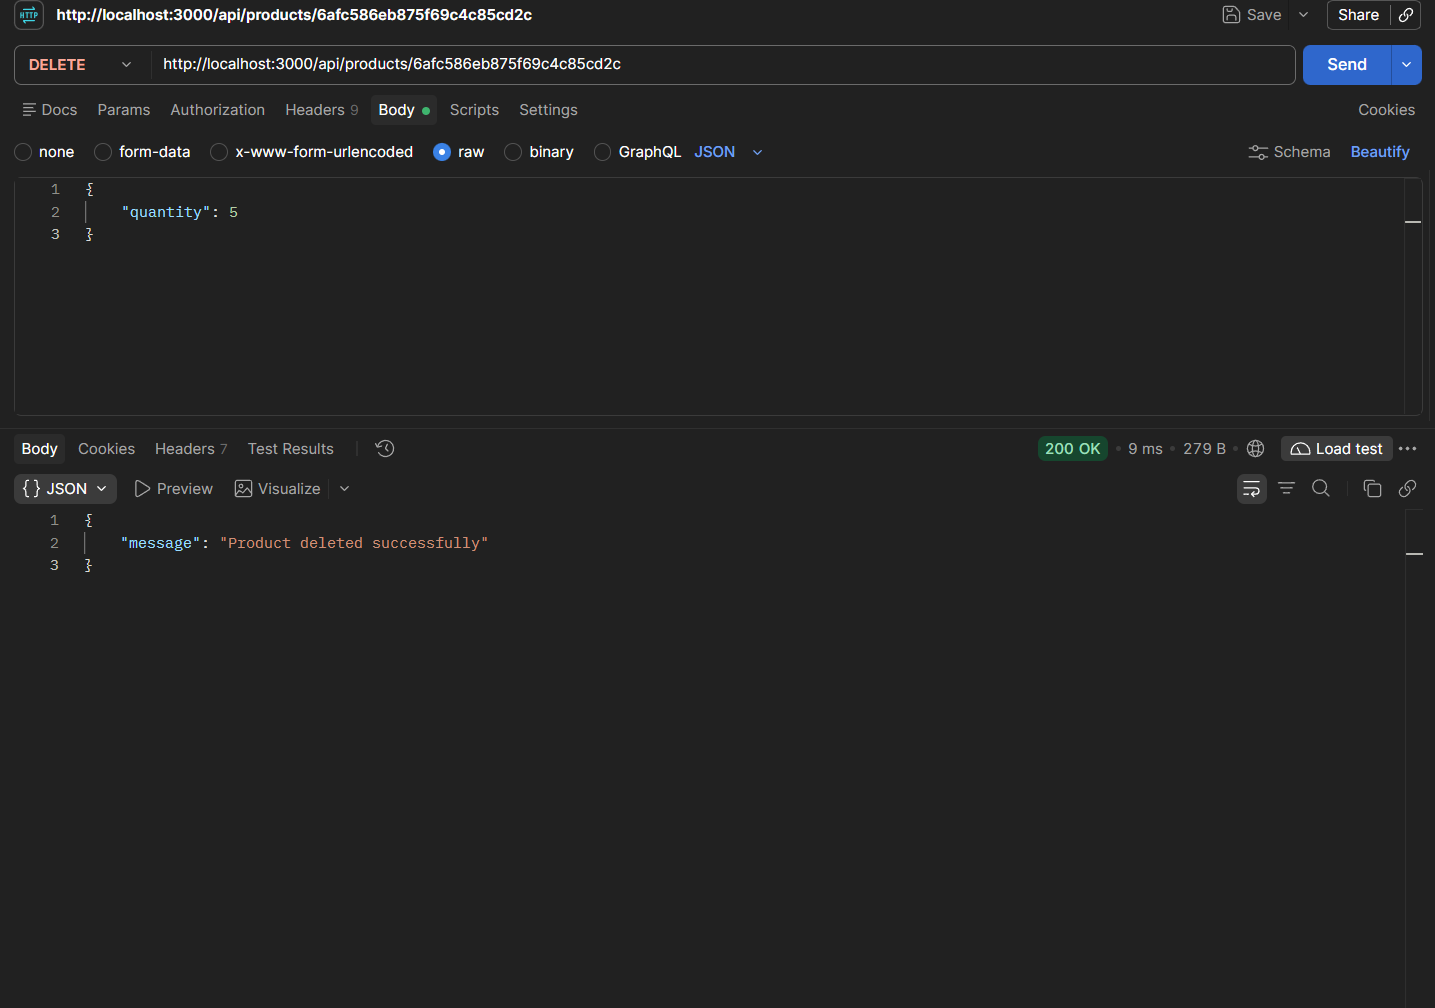 HTTP http://localhost:3000/api/products/6afc586eb875f69c4c85cd2c Save Share
DELETE http://localhost:3000/api/products/6afc586eb875f69c4c85cd2c Send
Docs Params Authorization Headers 9 Body Scripts Settings Cookies
none form-data x-www-form-urlencoded raw binary GraphQL JSON Schema Beautify
1 {
2 "quantity": 5
3 }
Body Cookies Headers 7 Test Results 200 OK 9 ms 279 B Load test
{} JSON Preview Visualize
1 {
2 "message": "Product deleted successfully"
3 }